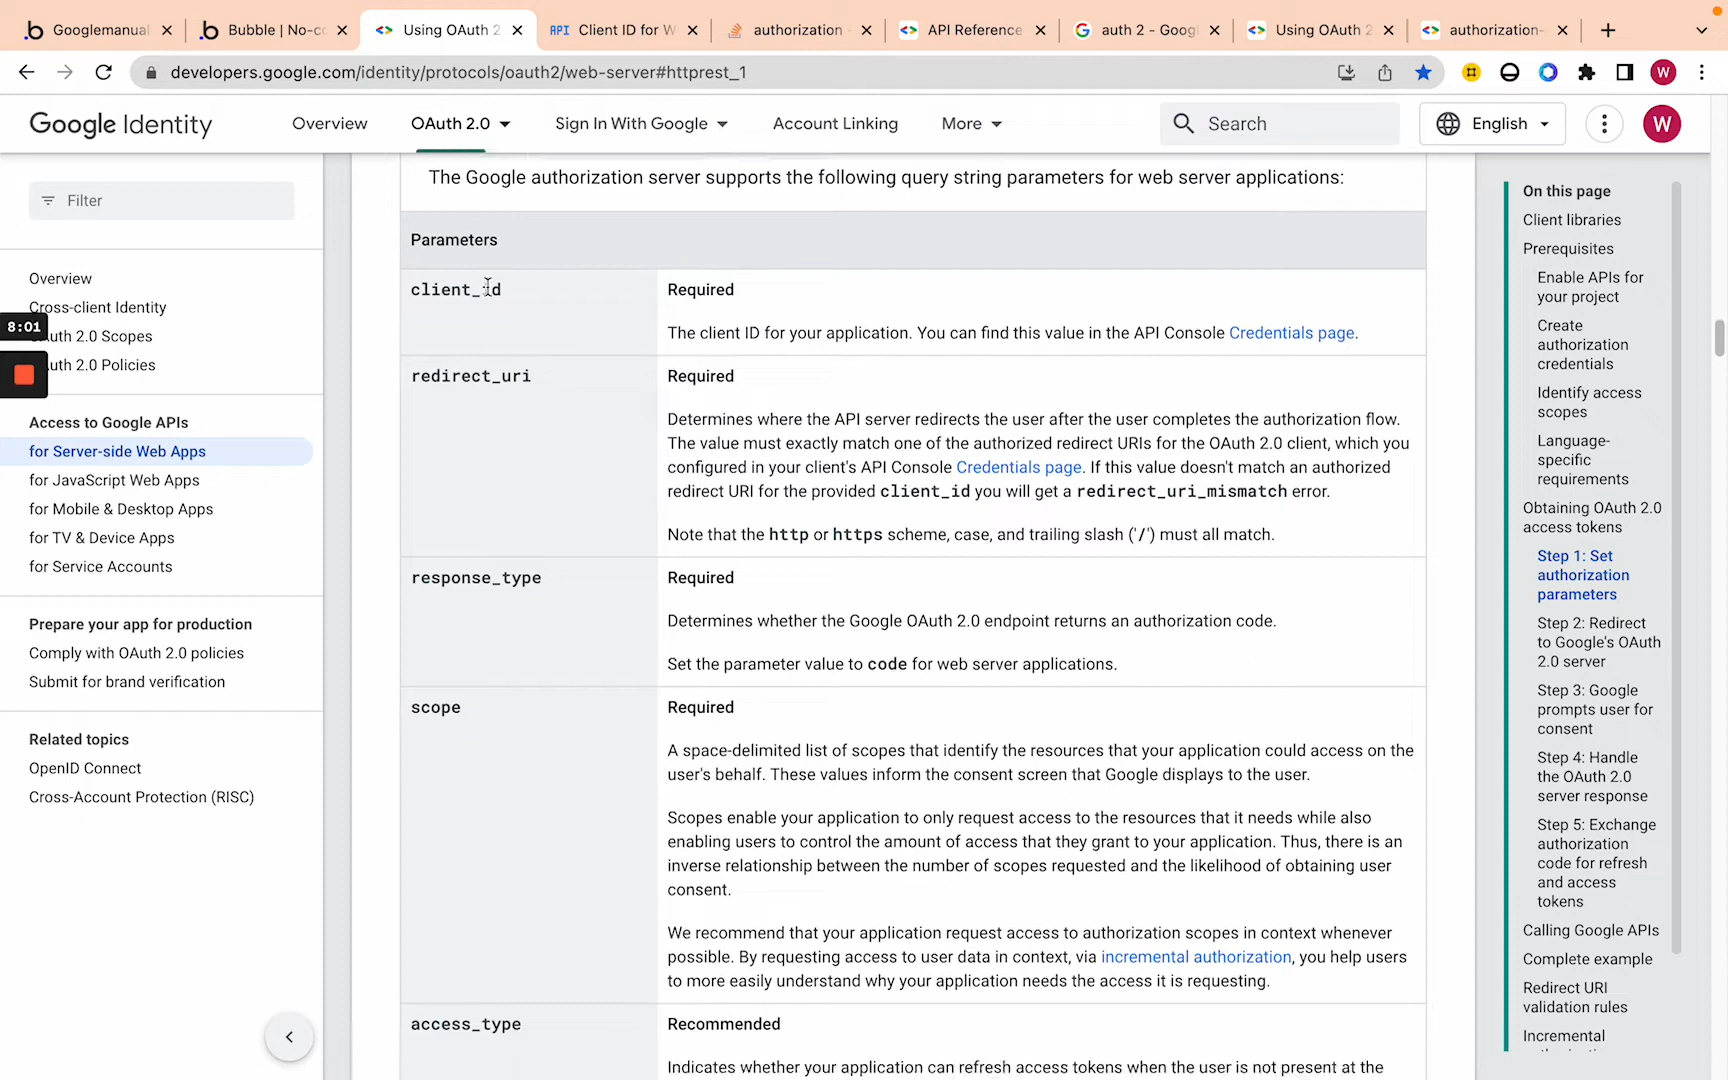 Googlemanual
Bubble | No-co
Using OAuth 2
Client ID for W
authorization -
API Reference
auth 2 - Googl
Using OAuth 2
authorization-
developers.google.com/identity/protocols/oauth2/web-server#httprest_1
W
Google Identity
Overview
OAuth 2.0
Sign In With Google
Account Linking
More
Search
English
W
Filter
Overview
Cross-client Identity
8:01
Auth 2.0 Scopes
Auth 2.0 Policies
Access to Google APIs
for Server-side Web Apps
for JavaScript Web Apps
for Mobile & Desktop Apps
for TV & Device Apps
for Service Accounts
Prepare your app for production
Comply with OAuth 2.0 policies
Submit for brand verification
Related topics
OpenID Connect
Cross-Account Protection (RISC)
The Google authorization server supports the following query string parameters for web server applications:
Parameters
client_id
Required
The client ID for your application. You can find this value in the API Console Credentials page.
redirect_uri
Required
Determines where the API server redirects the user after the user completes the authorization flow.
The value must exactly match one of the authorized redirect URIs for the OAuth 2.0 client, which you
configured in your client's API Console Credentials page. If this value doesn't match an authorized
redirect URI for the provided client_id you will get a redirect_uri_mismatch error.
Note that the http or https scheme, case, and trailing slash ('/') must all match.
response_type
Required
Determines whether the Google OAuth 2.0 endpoint returns an authorization code.
Set the parameter value to code for web server applications.
scope
Required
A space-delimited list of scopes that identify the resources that your application could access on the
user's behalf. These values inform the consent screen that Google displays to the user.
Scopes enable your application to only request access to the resources that it needs while also
enabling users to control the amount of access that they grant to your application. Thus, there is an
inverse relationship between the number of scopes requested and the likelihood of obtaining user
consent.
We recommend that your application request access to authorization scopes in context whenever
possible. By requesting access to user data in context, via incremental authorization, you help users
to more easily understand why your application needs the access it is requesting.
access_type
Recommended
Indicates whether your application can refresh access tokens when the user is not present at the
On this page
Client libraries
Prerequisites
Enable APIs for
your project
Create
authorization
credentials
Identify access
scopes
Language-
specific
requirements
Obtaining OAuth 2.0
access tokens
Step 1: Set
authorization
parameters
Step 2: Redirect
to Google's OAuth
2.0 server
Step 3: Google
prompts user for
consent
Step 4: Handle
the OAuth 2.0
server response
Step 5: Exchange
authorization
code for refresh
and access
tokens
Calling Google APIs
Complete example
Redirect URI
validation rules
Incremental